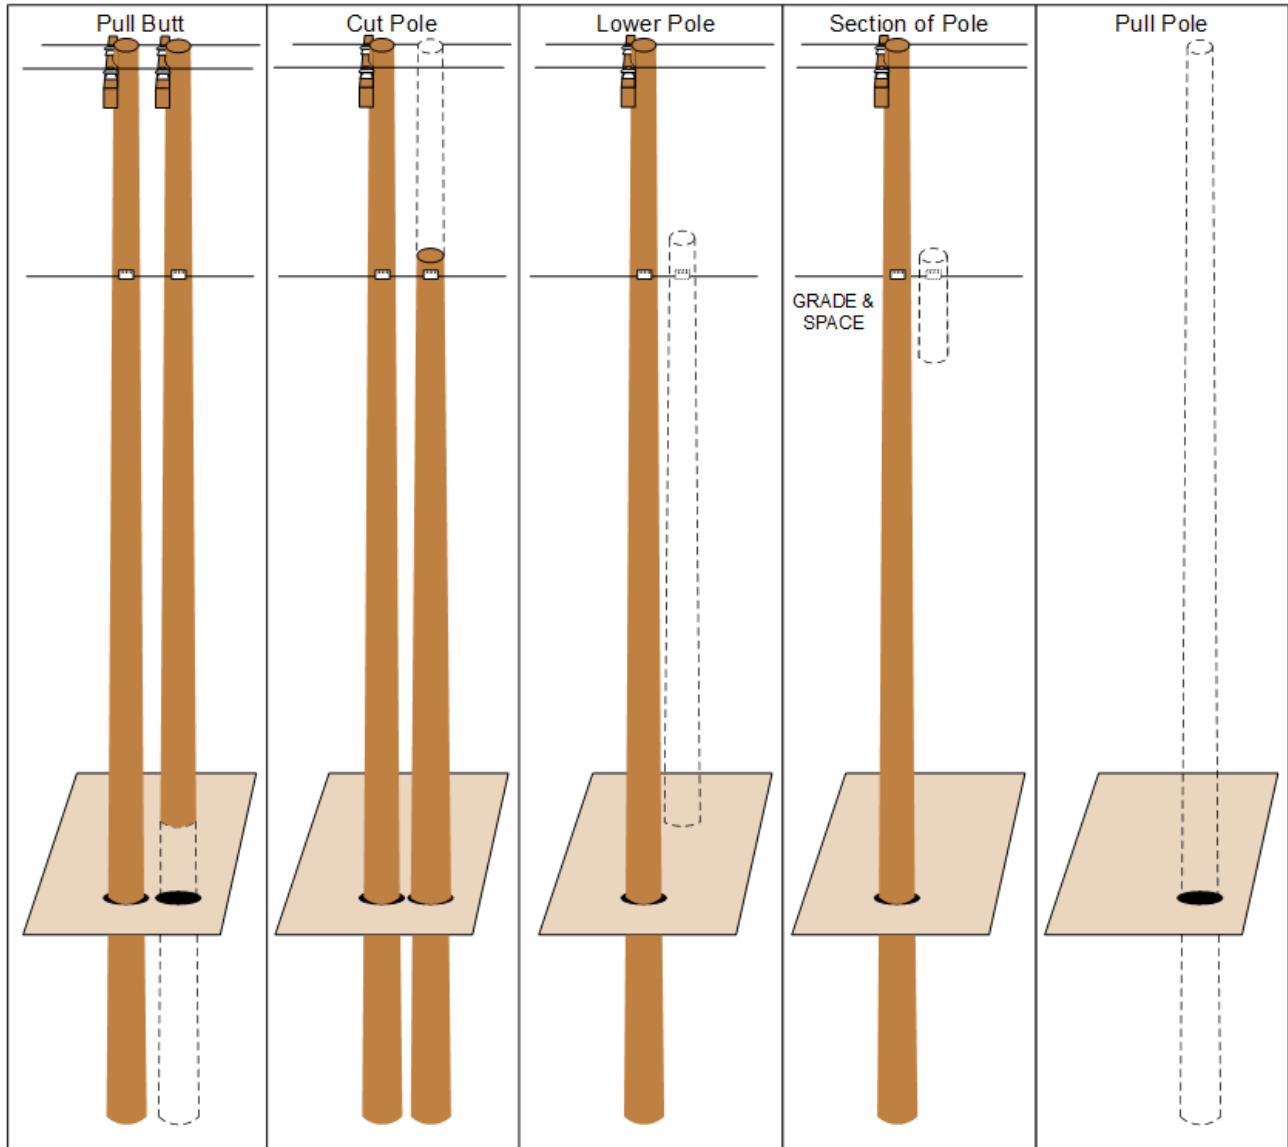 Pull Butt
Cut Pole
Lower Pole
Section of Pole
Pull Pole
GRADE &
SPACE